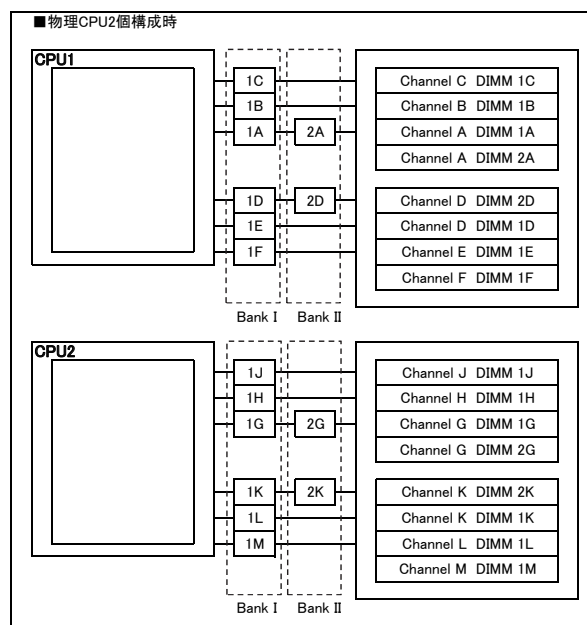 ■物理CPU2個構成時
CPU1
1C
1B
1A 2A
1D 2D
1E
1F
Bank I Bank II
Channel C DIMM 1C
Channel B DIMM 1B
Channel A DIMM 1A
Channel A DIMM 2A
Channel D DIMM 2D
Channel D DIMM 1D
Channel E DIMM 1E
Channel F DIMM 1F
CPU2
1J
1H
1G 2G
1K 2K
1L
1M
Bank I Bank II
Channel J DIMM 1J
Channel H DIMM 1H
Channel G DIMM 1G
Channel G DIMM 2G
Channel K DIMM 2K
Channel K DIMM 1K
Channel L DIMM 1L
Channel M DIMM 1M